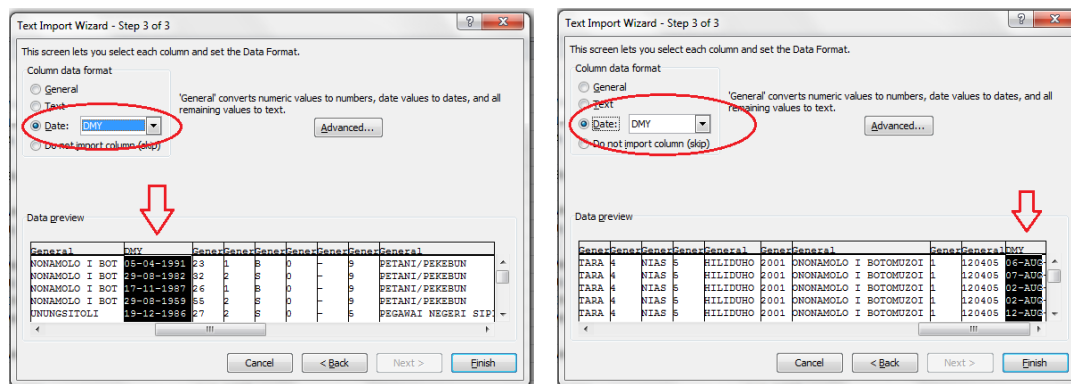 Text Import Wizard - Step 3 of 3
This screen lets you select each column and set the Data Format.
Column data format
General
Text
Date: DMY
Do not import column (skip)
'General' converts numeric values to numbers, date values to dates, and all
remaining values to text.
Advanced...
Data preview
General DMY GenerGenerGenerGenerGenerGenerGeneral
NONAMOLO I BOT 05-04-1991 23 1 B 0 - 9 PETANI/PEKEBUN
NONAMOLO I BOT 29-08-1982 32 2 S 0 - 9 PETANI/PEKEBUN
NONAMOLO I BOT 17-11-1987 26 1 B 0 - 9 PETANI/PEKEBUN
NONAMOLO I BOT 29-08-1959 55 2 S 0 - 9 PETANI/PEKEBUN
UNUNGSITOLI 19-12-1986 27 2 S 0 - 5 PEGAWAI NEGERI SIPI
Cancel
< Back
Next >
Finish
Text Import Wizard - Step 3 of 3
This screen lets you select each column and set the Data Format.
Column data format
General
Text
Date: DMY
Do not import column (skip)
'General' converts numeric values to numbers, date values to dates, and all
remaining values to text.
Advanced...
Data preview
GenerGenerGenerGenerGeneral GenerGeneral GenerGeneralDMY
TARA 4 NIAS 5 HILIDUHO 2001 ONONAMOLO I BOTOMUZOI 1 120405 06-AUG-
TARA 4 NIAS 5 HILIDUHO 2001 ONONAMOLO I BOTOMUZOI 1 120405 07-AUG-
TARA 4 NIAS 5 HILIDUHO 2001 ONONAMOLO I BOTOMUZOI 1 120405 02-AUG-
TARA 4 NIAS 5 HILIDUHO 2001 ONONAMOLO I BOTOMUZOI 1 120405 02-AUG-
TARA 4 NIAS 5 HILIDUHO 2001 ONONAMOLO I BOTOMUZOI 1 120405 12-AUG-
Cancel
< Back
Next >
Finish